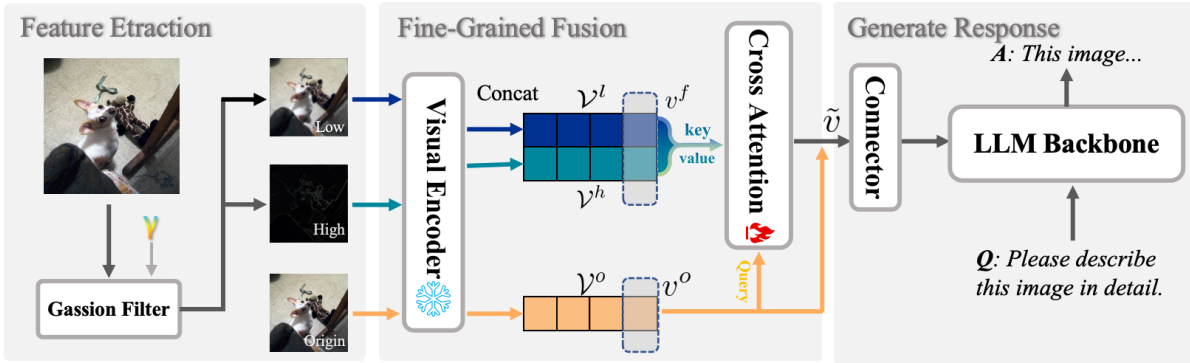 Feature Etraction
Fine-Grained Fusion
Generate Response
Low
High
Origin
γ
Gassion Filter
Visual Encoder
Concat
𝒱^l
v^f
𝒱^h
key
value
𝒱^o
v^o
Query
Cross Attention
ṽ
Connector
A: This image...
LLM Backbone
Q: Please describe
this image in detail.